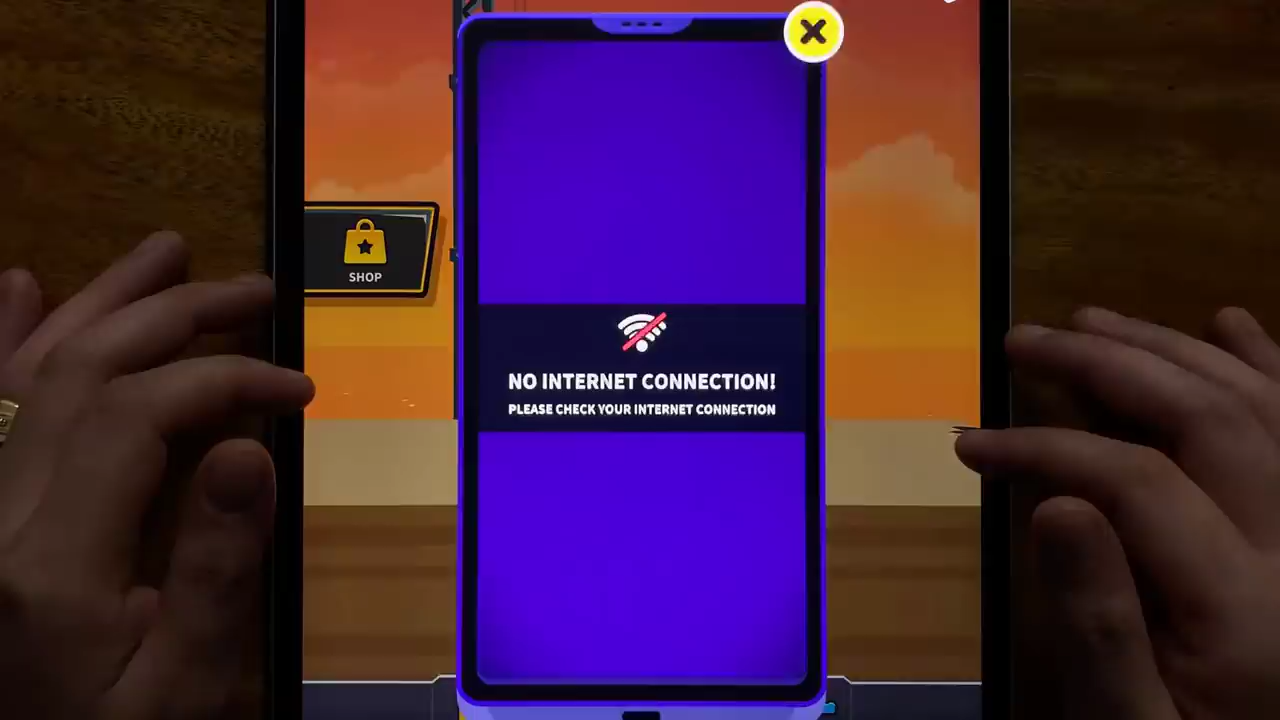 SHOP
NO INTERNET CONNECTION!
PLEASE CHECK YOUR INTERNET CONNECTION